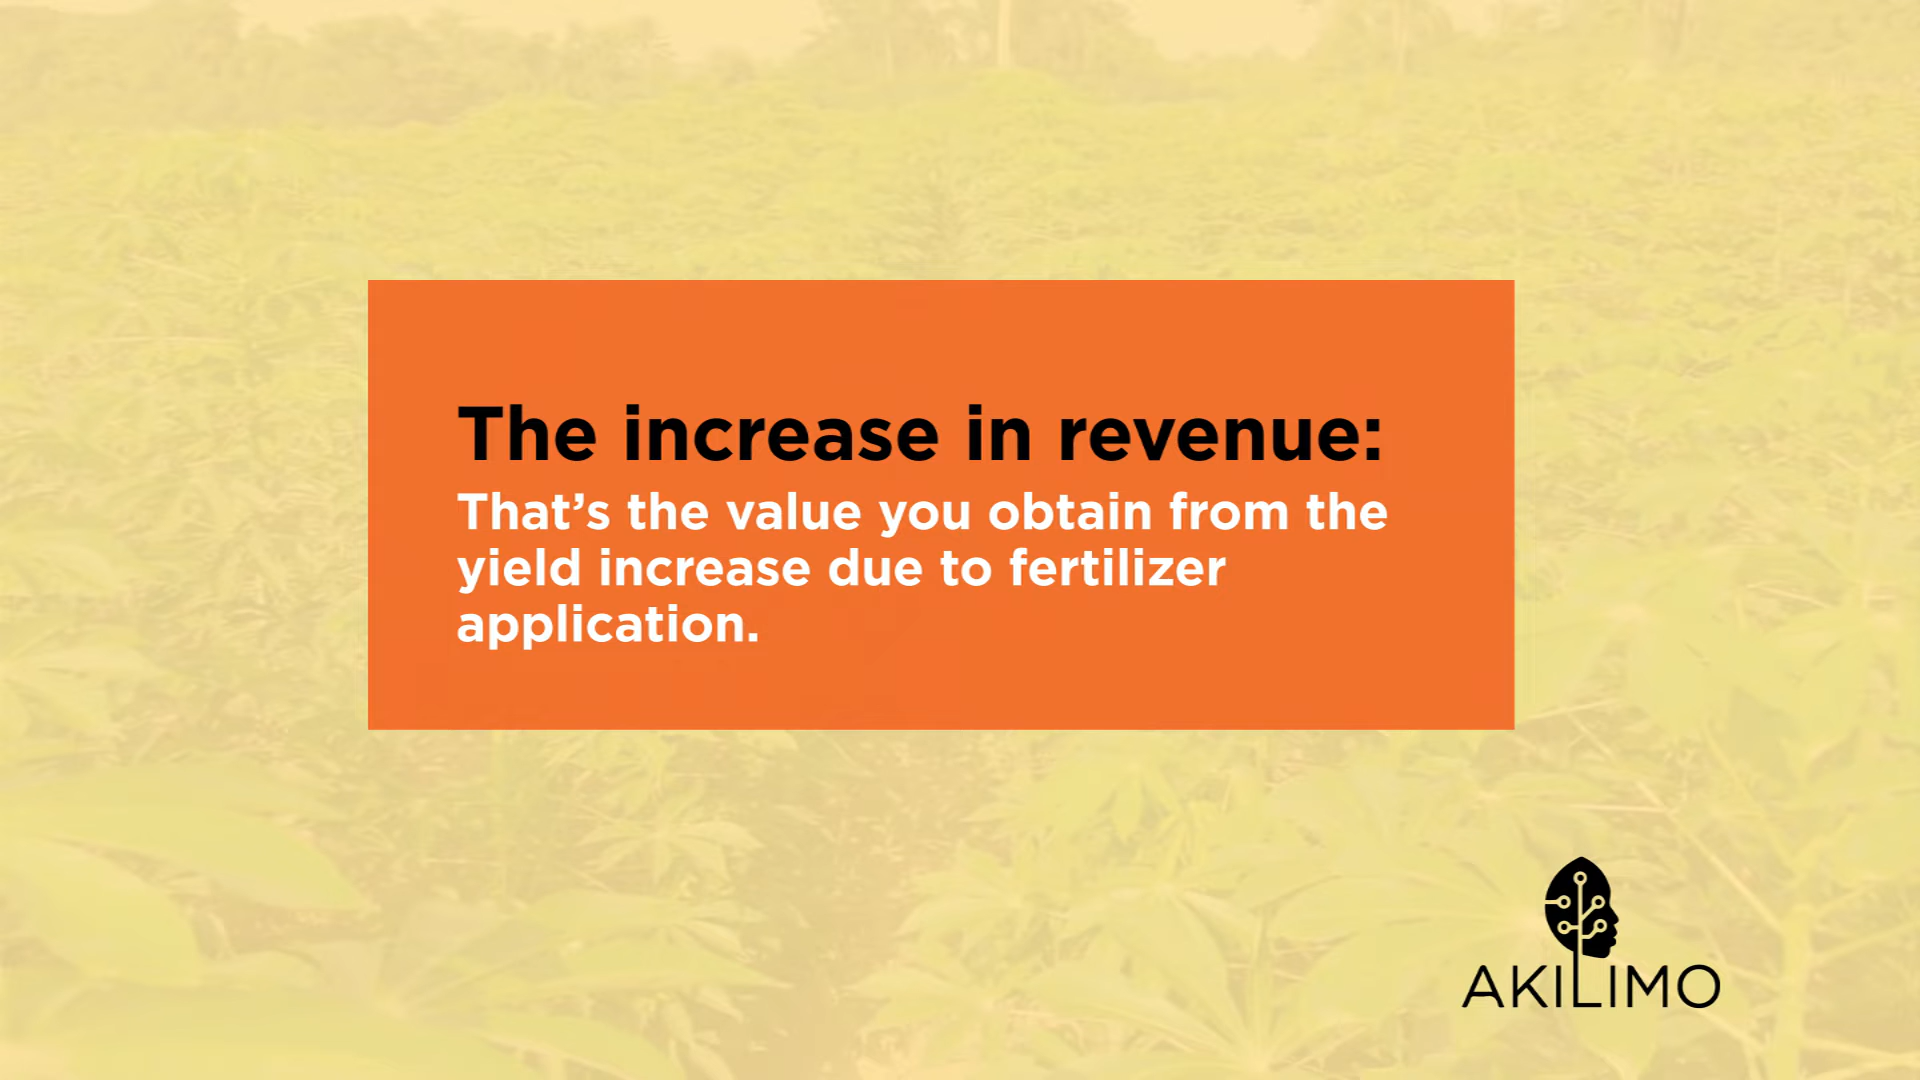 The increase in revenue:
That’s the value you obtain from the
yield increase due to fertilizer
application.
AKILIMO